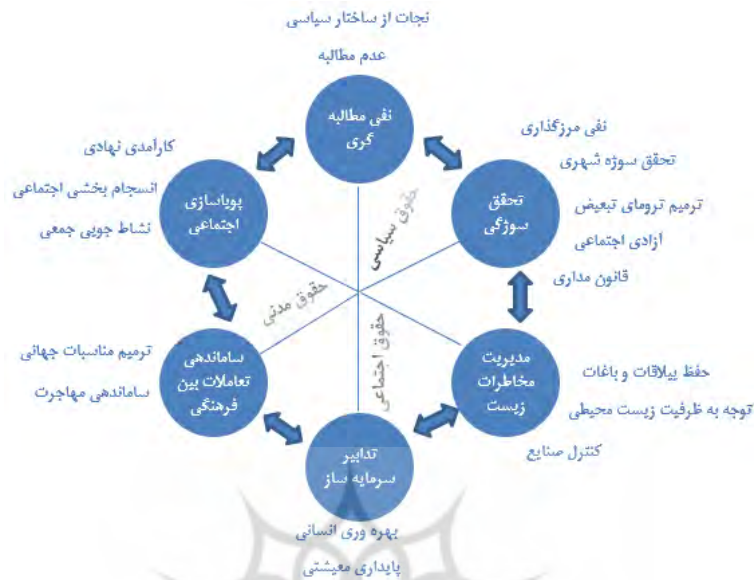 نجات از ساختار سیاسی
عدم مطالبه
نفی مطالبه
گری
نفی مرزگذاری
تحقق سوژه شهری
ترمیم ترومای تبعیض
آزادی اجتماعی
قانون مداری
تحقق
سوژگی
کارآمدی نهادی
انسجام بخشی اجتماعی
نشاط جویی جمعی
پویاسازی
اجتماعی
حقوق سیاسی
حقوق مدنی
حقوق اجتماعی
مدیریت
مخاطرات
زیست
حفظ ییلاقات و باغات
توجه به ظرفیت زیست محیطی
کنترل صنایع
ساماندهی
تعاملات بین
فرهنگی
ترمیم مناسبات جهانی
ساماندهی مهاجرت
تدابیر
سرمایه ساز
بهره وری انسانی
پایداری معیشتی